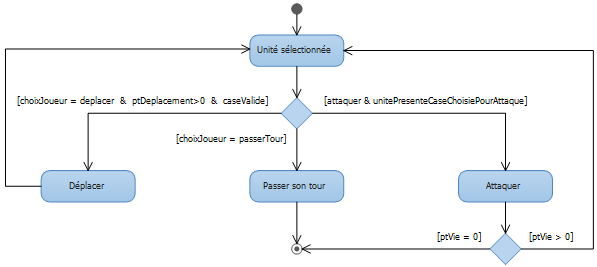 Unité sélectionnée
[choixJoueur = deplacer & ptDeplacement>0 & caseValide]
[attaquer & unitePresenteCaseChoisiePourAttaque]
[choixJoueur = passerTour]
Déplacer
Passer son tour
Attaquer
[ptVie = 0]
[ptVie > 0]